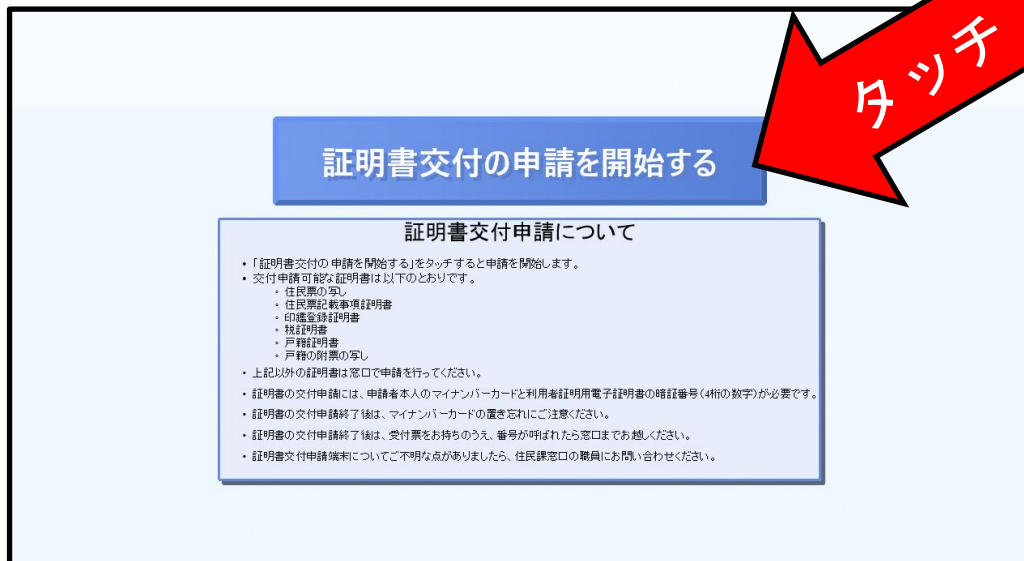 タッチ
証明書交付の申請を開始する
証明書交付申請について
・「証明書交付の申請を開始する」をタッチすると申請を開始します。
・交付申請可能な証明書は以下のとおりです。
◦ 住民票の写し
◦ 住民票記載事項証明書
◦ 印鑑登録証明書
◦ 税証明書
◦ 戸籍証明書
◦ 戸籍の附票の写し
・上記以外の証明書は窓口で申請を行ってください。
・証明書の交付申請には、申請者本人のマイナンバーカードと利用者証明用電子証明書の暗証番号(4桁の数字)が必要です。
・証明書の交付申請終了後は、マイナンバーカードの置き忘れにご注意ください。
・証明書の交付申請終了後は、受付票をお持ちのうえ、番号が呼ばれたら窓口までお越しください。
・証明書交付申請端末についてご不明な点がありましたら、住民課窓口の職員にお問い合わせください。